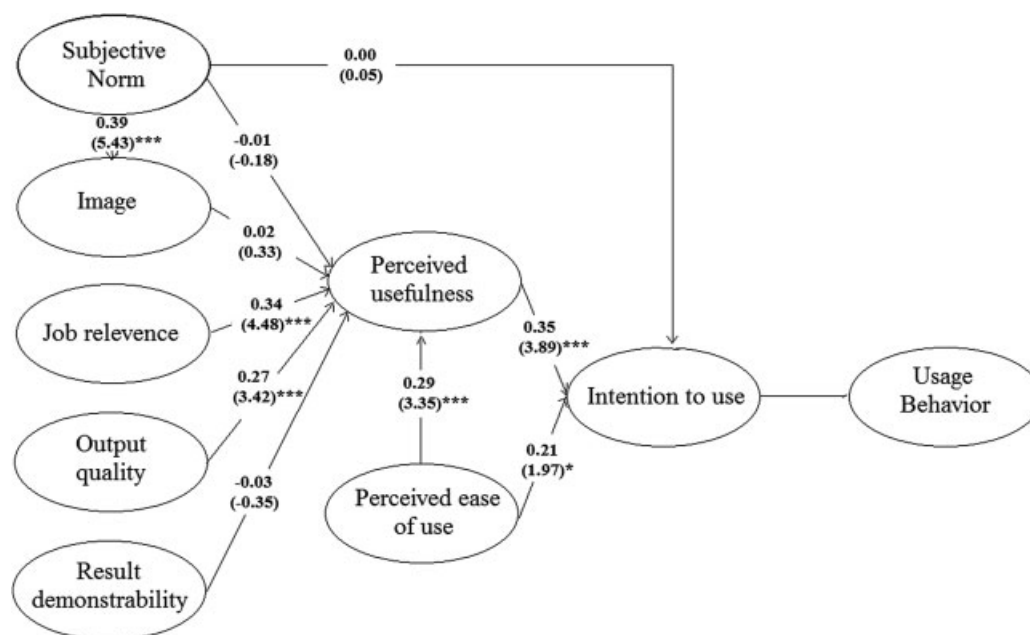 Subjective
Norm
0.00
(0.05)
0.39
(5.43)***
-0.01
(-0.18)
Image
0.02
(0.33)
Perceived
usefulness
Job relevence
0.34
(4.48)***
0.35
(3.89)***
0.27
(3.42)***
0.29
(3.35)***
Intention to use
Usage
Behavior
Output
quality
0.21
(1.97)*
-0.03
(-0.35)
Perceived ease
of use
Result
demonstrability